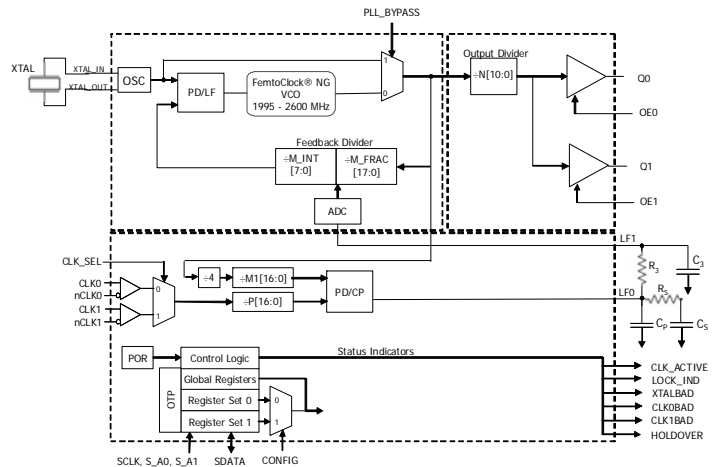 PLL_BYPASS
XTAL
XTAL_IN
XTAL_OUT
OSC
PD/LF
FemtoClock® NG
VCO
1995 - 2600 MHz
1
0
Output Divider
÷N[10:0]
Q0
OE0
Q1
OE1
Feedback Divider
÷M_INT
[7:0]
÷M_FRAC
[17:0]
ADC
LF1
CLK_SEL
CLK0
nCLK0
CLK1
nCLK1
0
1
÷4
÷M1[16:0]
÷P[16:0]
PD/CP
LF0
R3
C3
RS
CP
CS
POR
Control Logic
Status Indicators
OTP
Global Registers
Register Set 0
Register Set 1
0
1
CLK_ACTIVE
LOCK_IND
XTALBAD
CLK0BAD
CLK1BAD
HOLDOVER
SCLK, S_A0, S_A1
SDATA
CONFIG